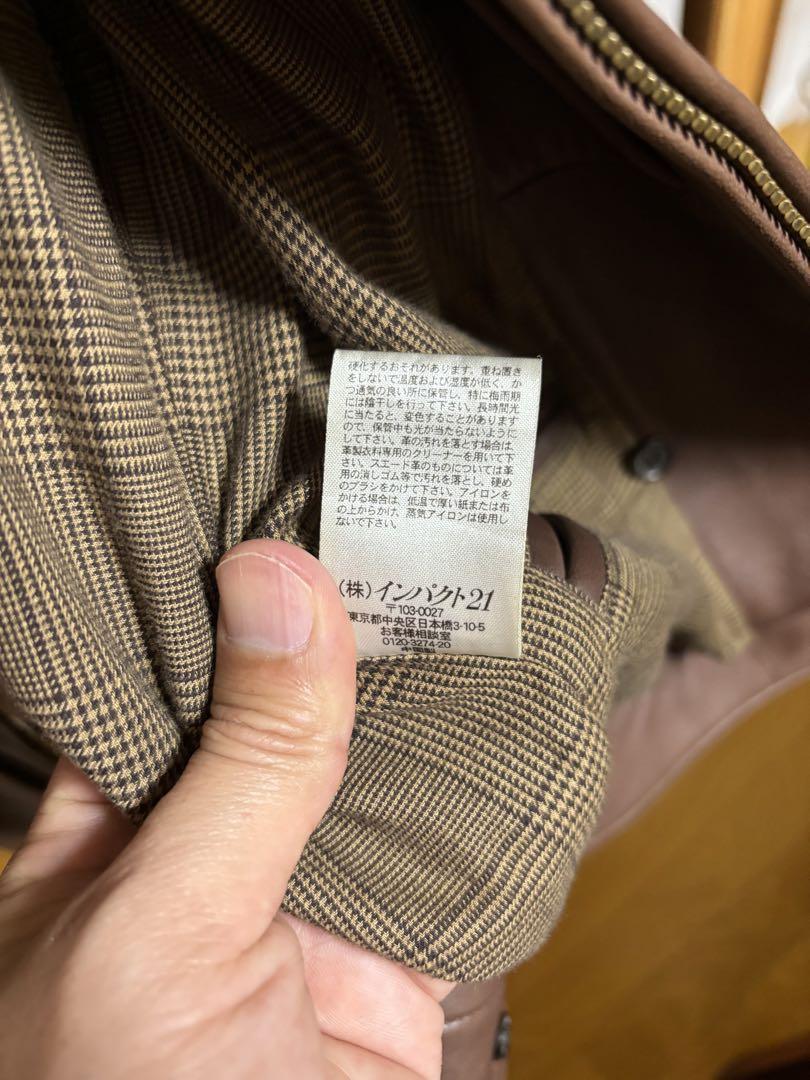 硬化するおそれがあります。重ね置き
をしないで温度および湿度が低く、か
つ通気の良い所に保管し、特に梅雨期
には陰干しを行って下さい。長時間光
に当たると、変色することがあります
ので、保管中も光が当たらないように
して下さい。革の汚れを落とす場合は、
革製衣料専用のクリーナーを用いて下
さい。スエード革のものについては革
用の消しゴム等で汚れを落とし、硬め
のブラシをかけて下さい。アイロンを
かける場合は、低温で厚い紙または布
の上からかけ、蒸気アイロンは使用し
ないで下さい。
(株)インパクト21
〒103-0027
東京都中央区日本橋3-10-5
お客様相談室
0120-3274-20
中国製